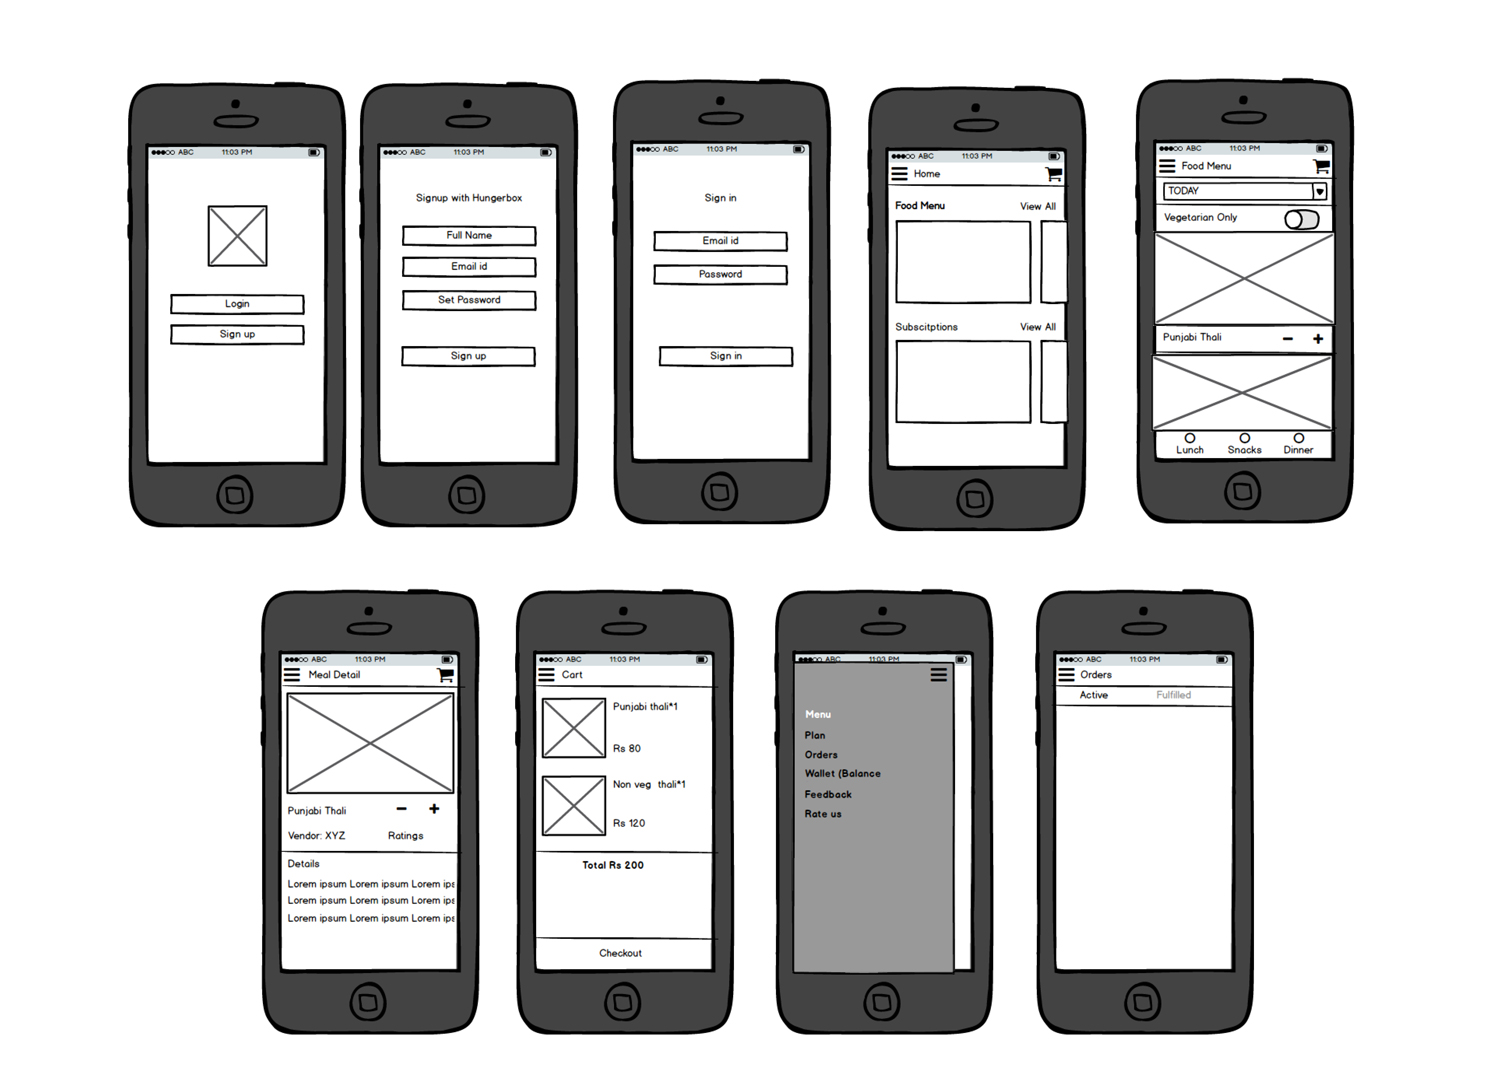 ABC 11:03 PM
Login
Sign up
ABC 11:03 PM
Signup with Hungerbox
Full Name
Email id
Set Password
Sign up
ABC 11:03 PM
Sign in
Email id
Password
Sign in
ABC 11:03 PM
Home
Food Menu View All
Subscitptions View All
ABC 11:03 PM
Food Menu
TODAY
Vegetarian Only
Punjabi Thali − +
Lunch Snacks Dinner
ABC 11:03 PM
Meal Detail
Punjabi Thali − +
Vendor: XYZ Ratings
Details
Lorem ipsum Lorem ipsum Lorem ips
Lorem ipsum Lorem ipsum Lorem ips
Lorem ipsum Lorem ipsum Lorem ips
ABC 11:03 PM
Cart
Punjabi thali*1
Rs 80
Non veg thali*1
Rs 120
Total Rs 200
Checkout
ABC 11:03 PM
Menu
Plan
Orders
Wallet (Balance
Feedback
Rate us
ABC 11:03 PM
Orders
Active Fulfilled